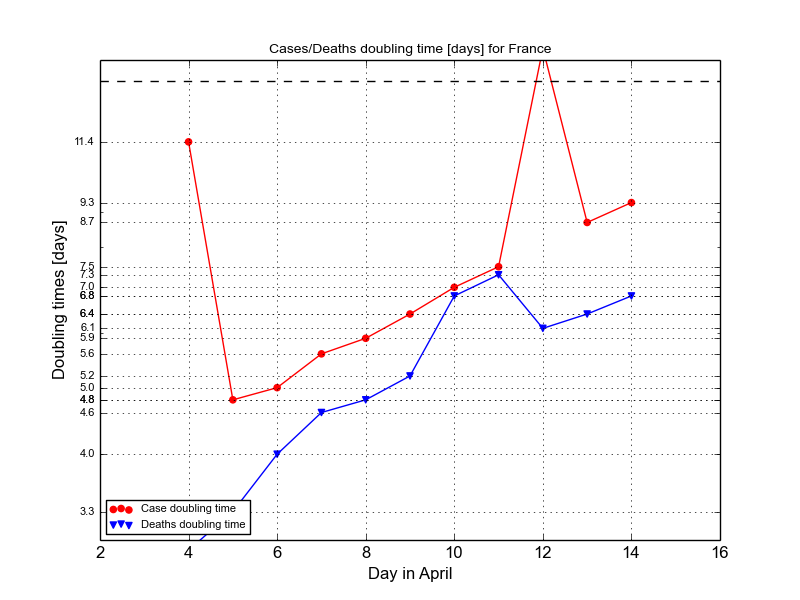 Cases/Deaths doubling time [days] for France
Doubling times [days]
11.4
9.3
8.7
7.5
7.3
7.0
6.8
6.4
6.1
5.9
5.6
5.2
5.0
4.8
4.6
4.0
3.3
Case doubling time
Deaths doubling time
2 4 6 8 10 12 14 16
Day in April